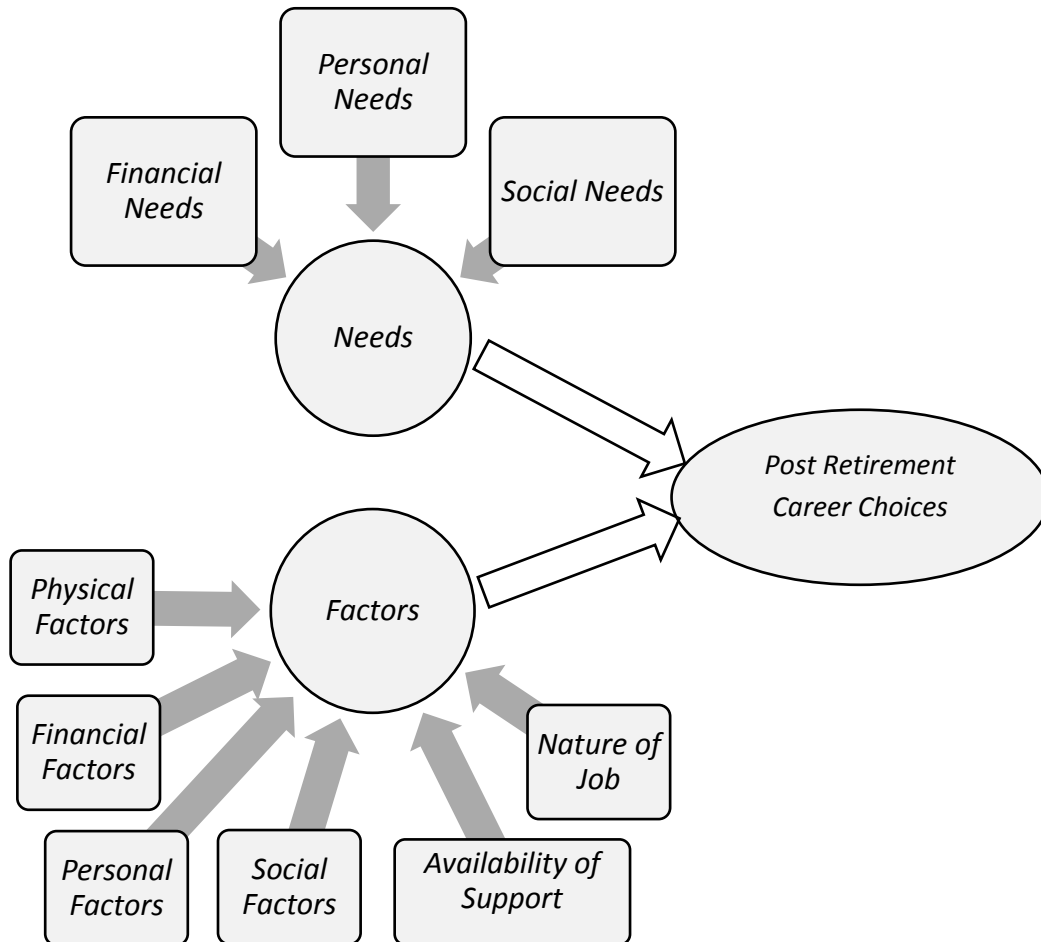 Personal
Needs
Financial
Needs
Social Needs
Needs
Post Retirement
Career Choices
Factors
Physical
Factors
Financial
Factors
Nature of
Job
Personal
Factors
Social
Factors
Availability of
Support